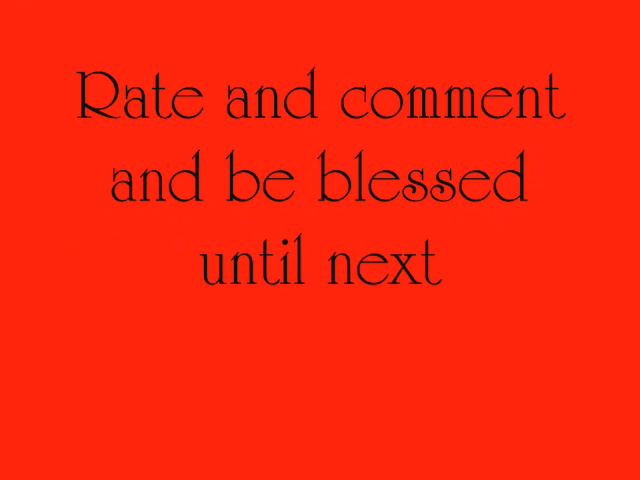 Rate and comment
and be blessed
until next